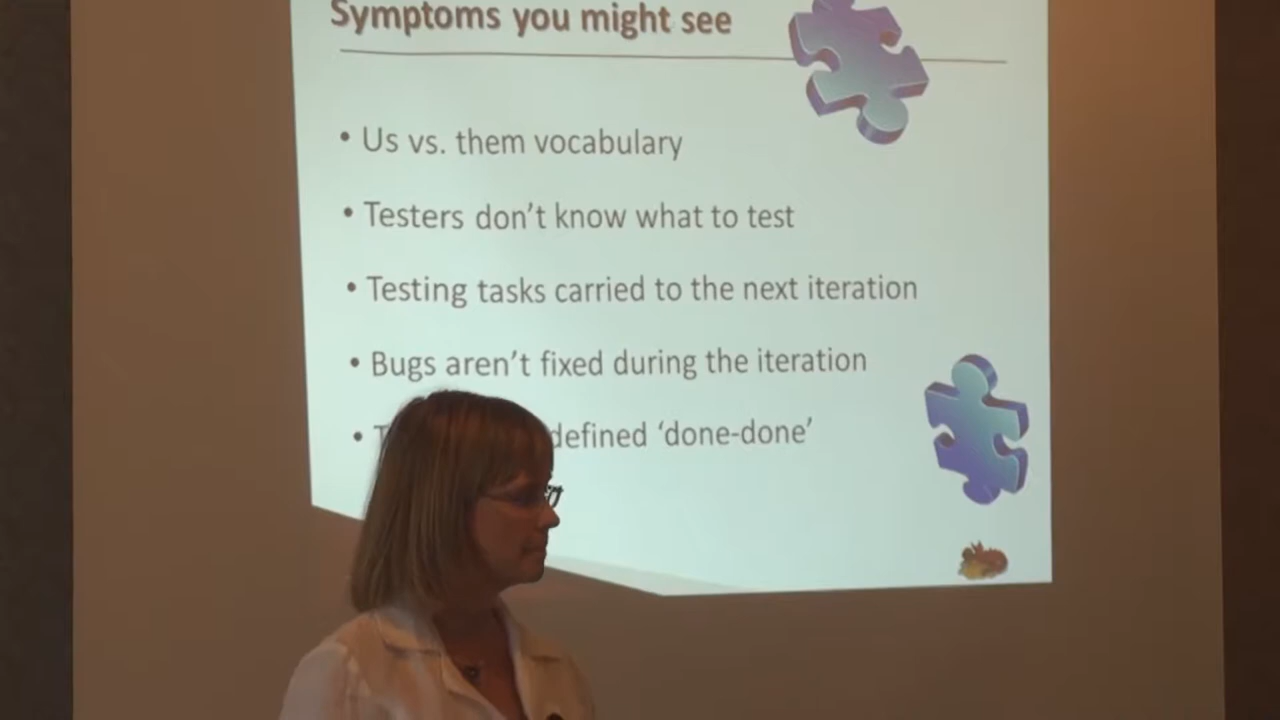 Symptoms you might see
• Us vs. them vocabulary
• Testers don't know what to test
• Testing tasks carried to the next iteration
• Bugs aren't fixed during the iteration
• defined ‘done-done’